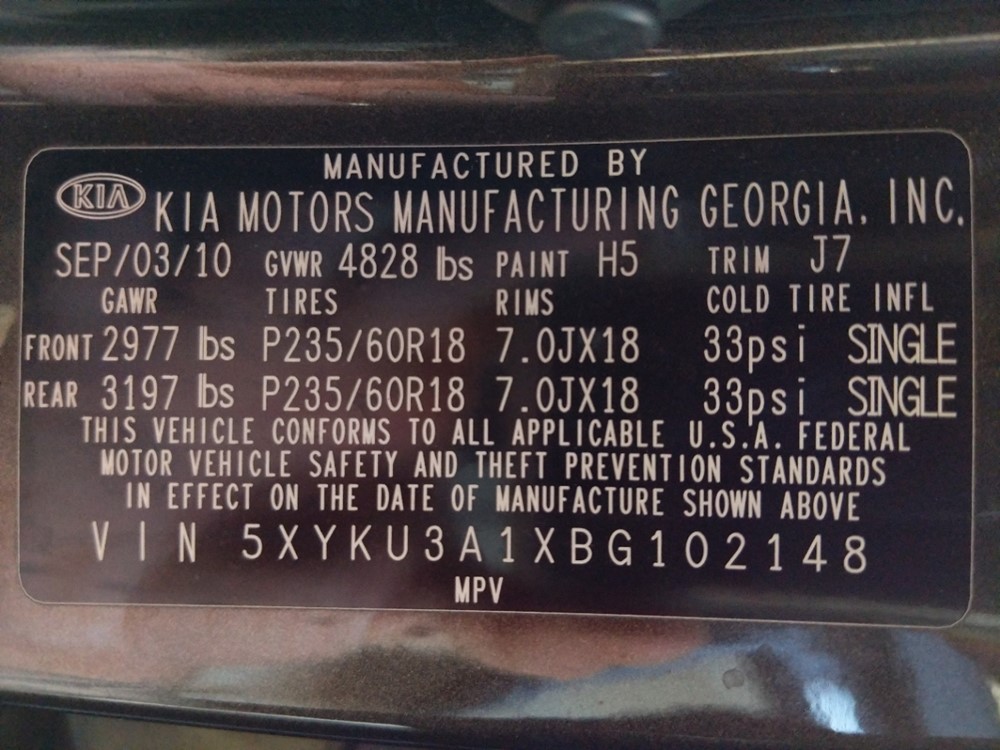 MANUFACTURED BY
KIA KIA MOTORS MANUFACTURING GEORGIA, INC.
SEP/03/10 GVWR 4828 lbs PAINT H5 TRIM J7
GAWR TIRES RIMS COLD TIRE INFL
FRONT 2977 lbs P235/60R18 7.0JX18 33psi SINGLE
REAR 3197 lbs P235/60R18 7.0JX18 33psi SINGLE
THIS VEHICLE CONFORMS TO ALL APPLICABLE U.S.A. FEDERAL
MOTOR VEHICLE SAFETY AND THEFT PREVENTION STANDARDS
IN EFFECT ON THE DATE OF MANUFACTURE SHOWN ABOVE
VIN 5XYKU3A1XBG102148
MPV